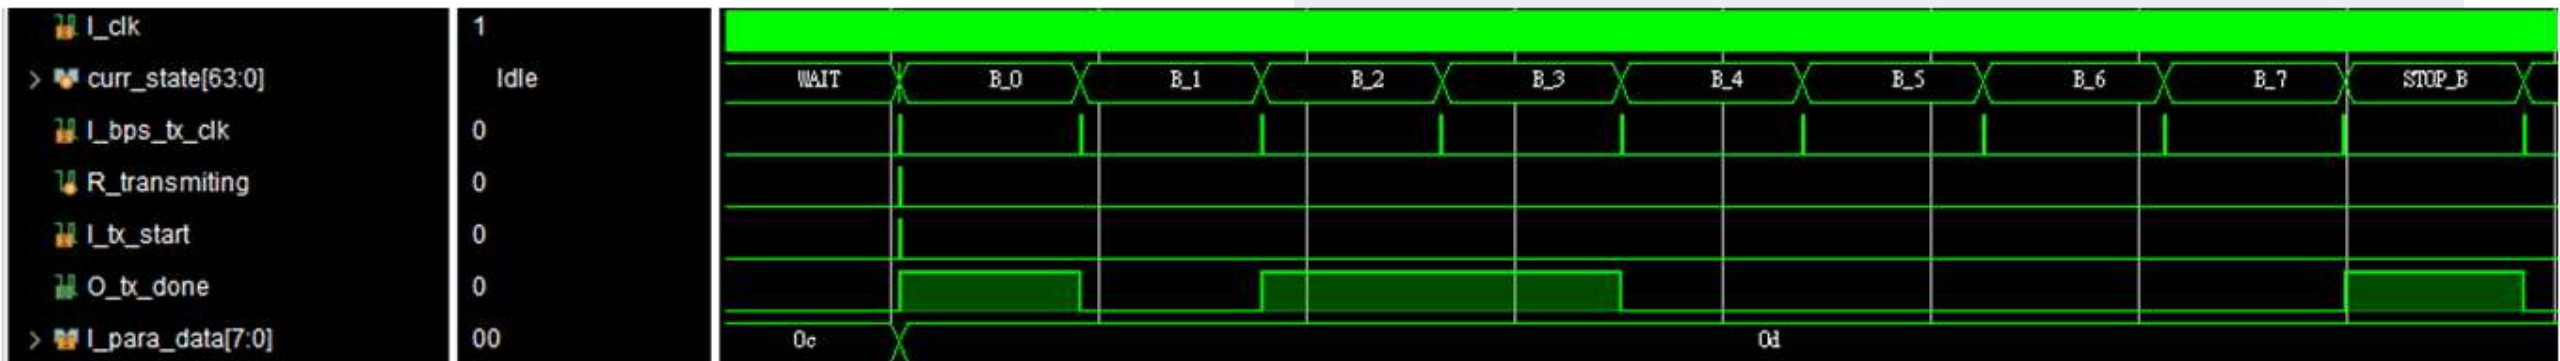 I_clk 1
curr_state[63:0] Idle WAIT B_0 B_1 B_2 B_3 B_4 B_5 B_6 B_7 STOP_B
I_bps_tx_clk 0
R_transmiting 0
I_tx_start 0
O_tx_done 0
I_para_data[7:0] 00 0c 0d